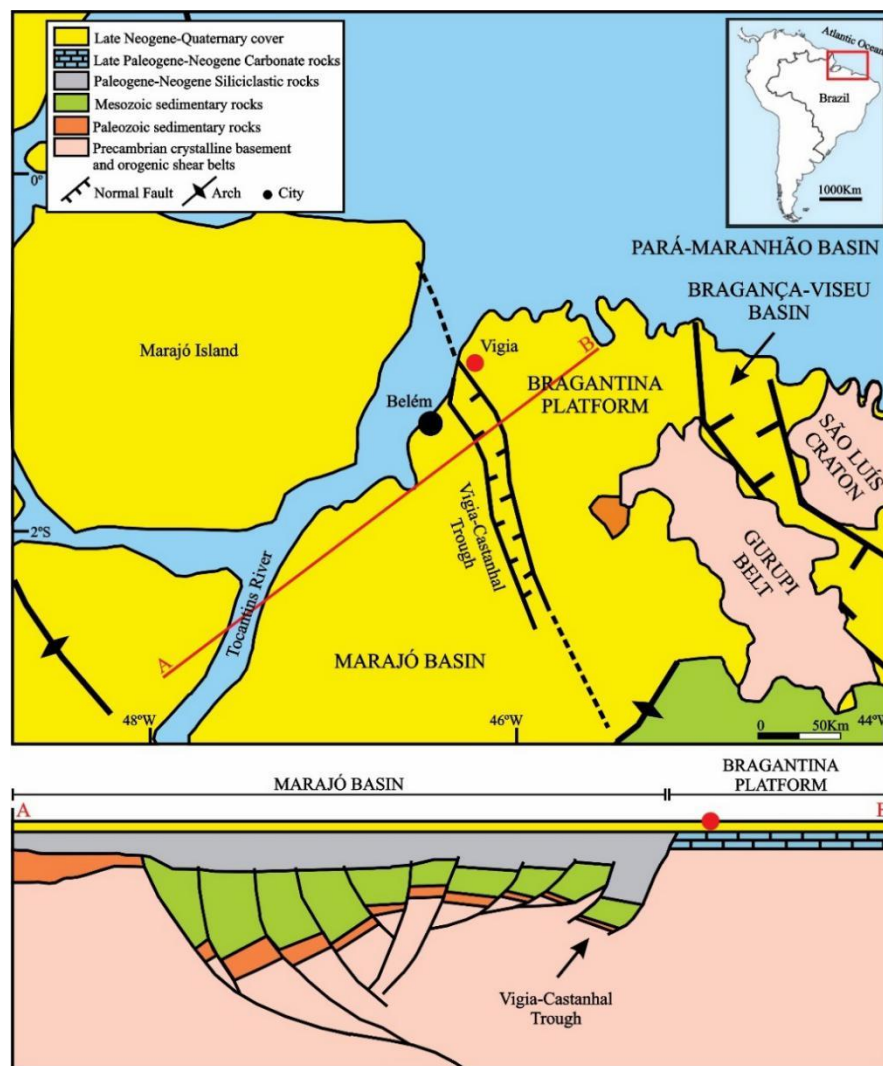 Late Neogene-Quaternary cover
Late Paleogene-Neogene Carbonate rocks
Paleogene-Neogene Siliciclastic rocks
Mesozoic sedimentary rocks
Paleozoic sedimentary rocks
Precambrian crystalline basement
and orogenic shear belts
Normal Fault
Arch
City
Atlantic Ocean
Brazil
1000Km
0°
PARÁ-MARANHÃO BASIN
BRAGANÇA-VISEU
BASIN
Marajó Island
Vigia
B
BRAGANTINA
PLATFORM
Belém
SÃO LUÍS
CRATON
Vigia-Castanhal
Trough
2°S
GURUPI
BELT
Tocantins River
A
MARAJÓ BASIN
48°W
46°W
0 50Km
44°W
MARAJÓ BASIN
BRAGANTINA
PLATFORM
A
Vigia-Castanhal
Trough